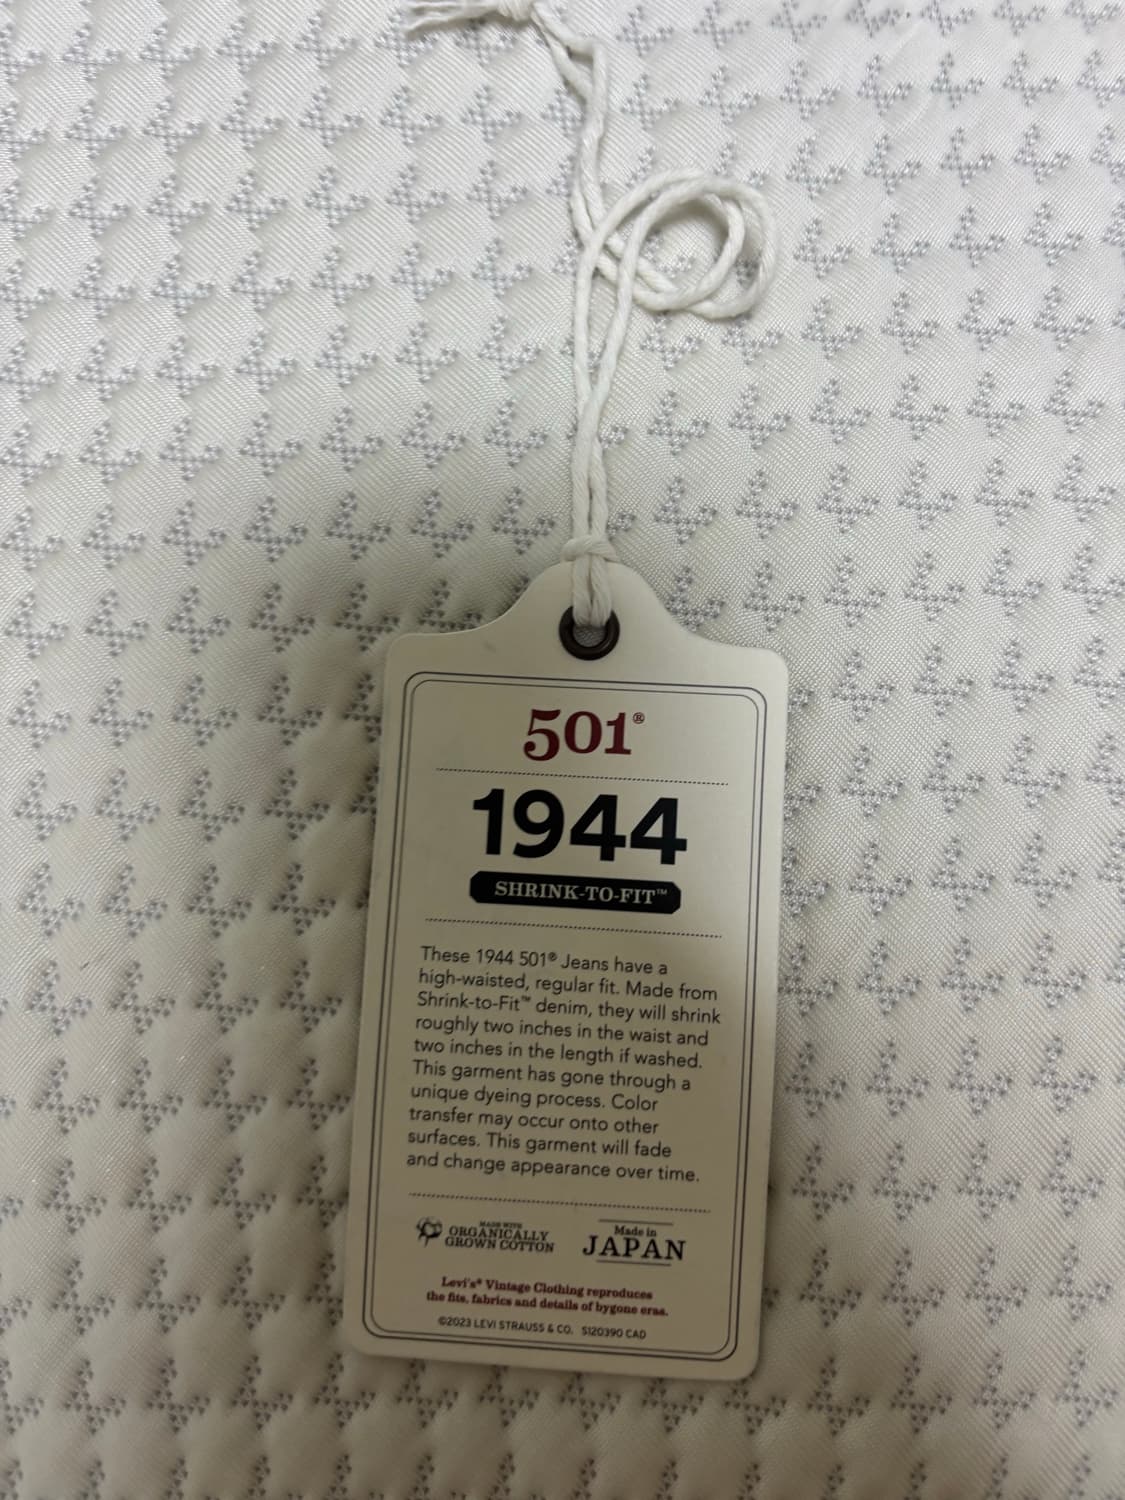 501®
1944
SHRINK-TO-FIT™
These 1944 501® Jeans have a
high-waisted, regular fit. Made from
Shrink-to-Fit™ denim, they will shrink
roughly two inches in the waist and
two inches in the length if washed.
This garment has gone through a
unique dyeing process. Color
transfer may occur onto other
surfaces. This garment will fade
and change appearance over time.
MADE WITH
ORGANICALLY
GROWN COTTON
Made in
JAPAN
Levi's® Vintage Clothing reproduces
the fits, fabrics and details of bygone eras.
©2023 LEVI STRAUSS & CO. S120390 CAD